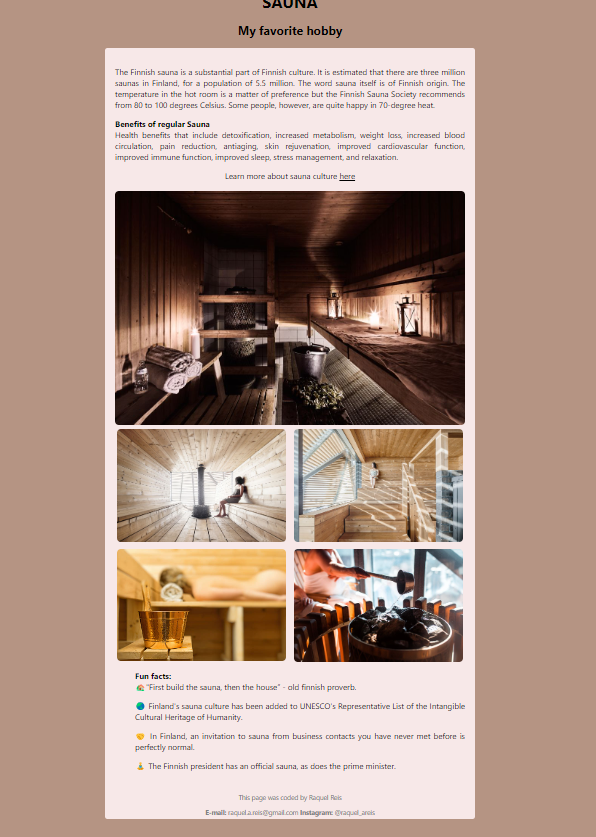 SAUNA
My favorite hobby
The Finnish sauna is a substantial part of Finnish culture. It is estimated that there are three million
saunas in Finland, for a population of 5.5 million. The word sauna itself is of Finnish origin. The
temperature in the hot room is a matter of preference but the Finnish Sauna Society recommends
from 80 to 100 degrees Celsius. Some people, however, are quite happy in 70-degree heat.
Benefits of regular Sauna
Health benefits that include detoxification, increased metabolism, weight loss, increased blood
circulation, pain reduction, antiaging, skin rejuvenation, improved cardiovascular function,
improved immune function, improved sleep, stress management, and relaxation.
Learn more about sauna culture here
Fun facts:
🏠"First build the sauna, then the house" - old finnish proverb.
🌍 Finland's sauna culture has been added to UNESCO's Representative List of the Intangible
Cultural Heritage of Humanity.
🤝 In Finland, an invitation to sauna from business contacts you have never met before is
perfectly normal.
🧘 The Finnish president has an official sauna, as does the prime minister.
This page was coded by Raquel Reis
E-mail: raquel.a.reis@gmail.com Instagram: @raquel_areis